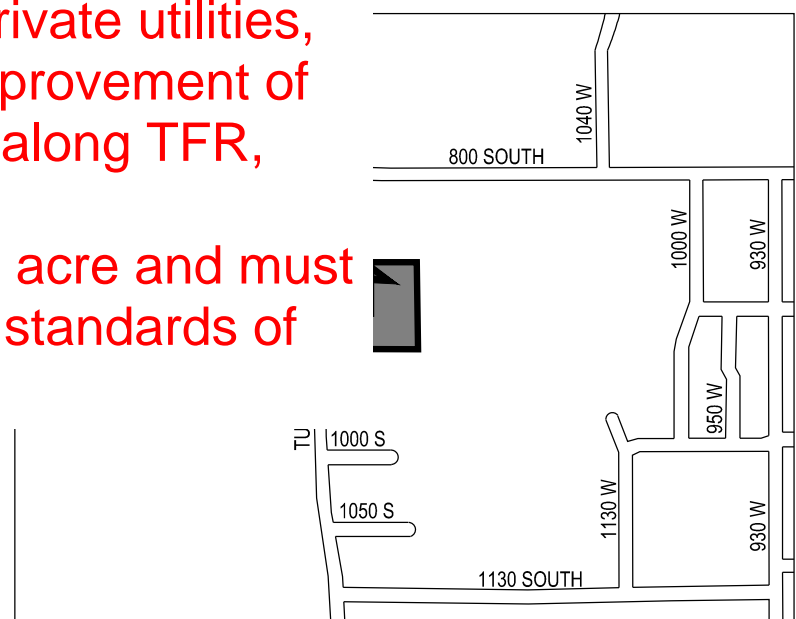 rivate utilities,
provement of
along TFR,
acre and must
standards of
1040 W
800 SOUTH
1000 W
930 W
950 W
TU
1000 S
1050 S
1130 W
930 W
1130 SOUTH